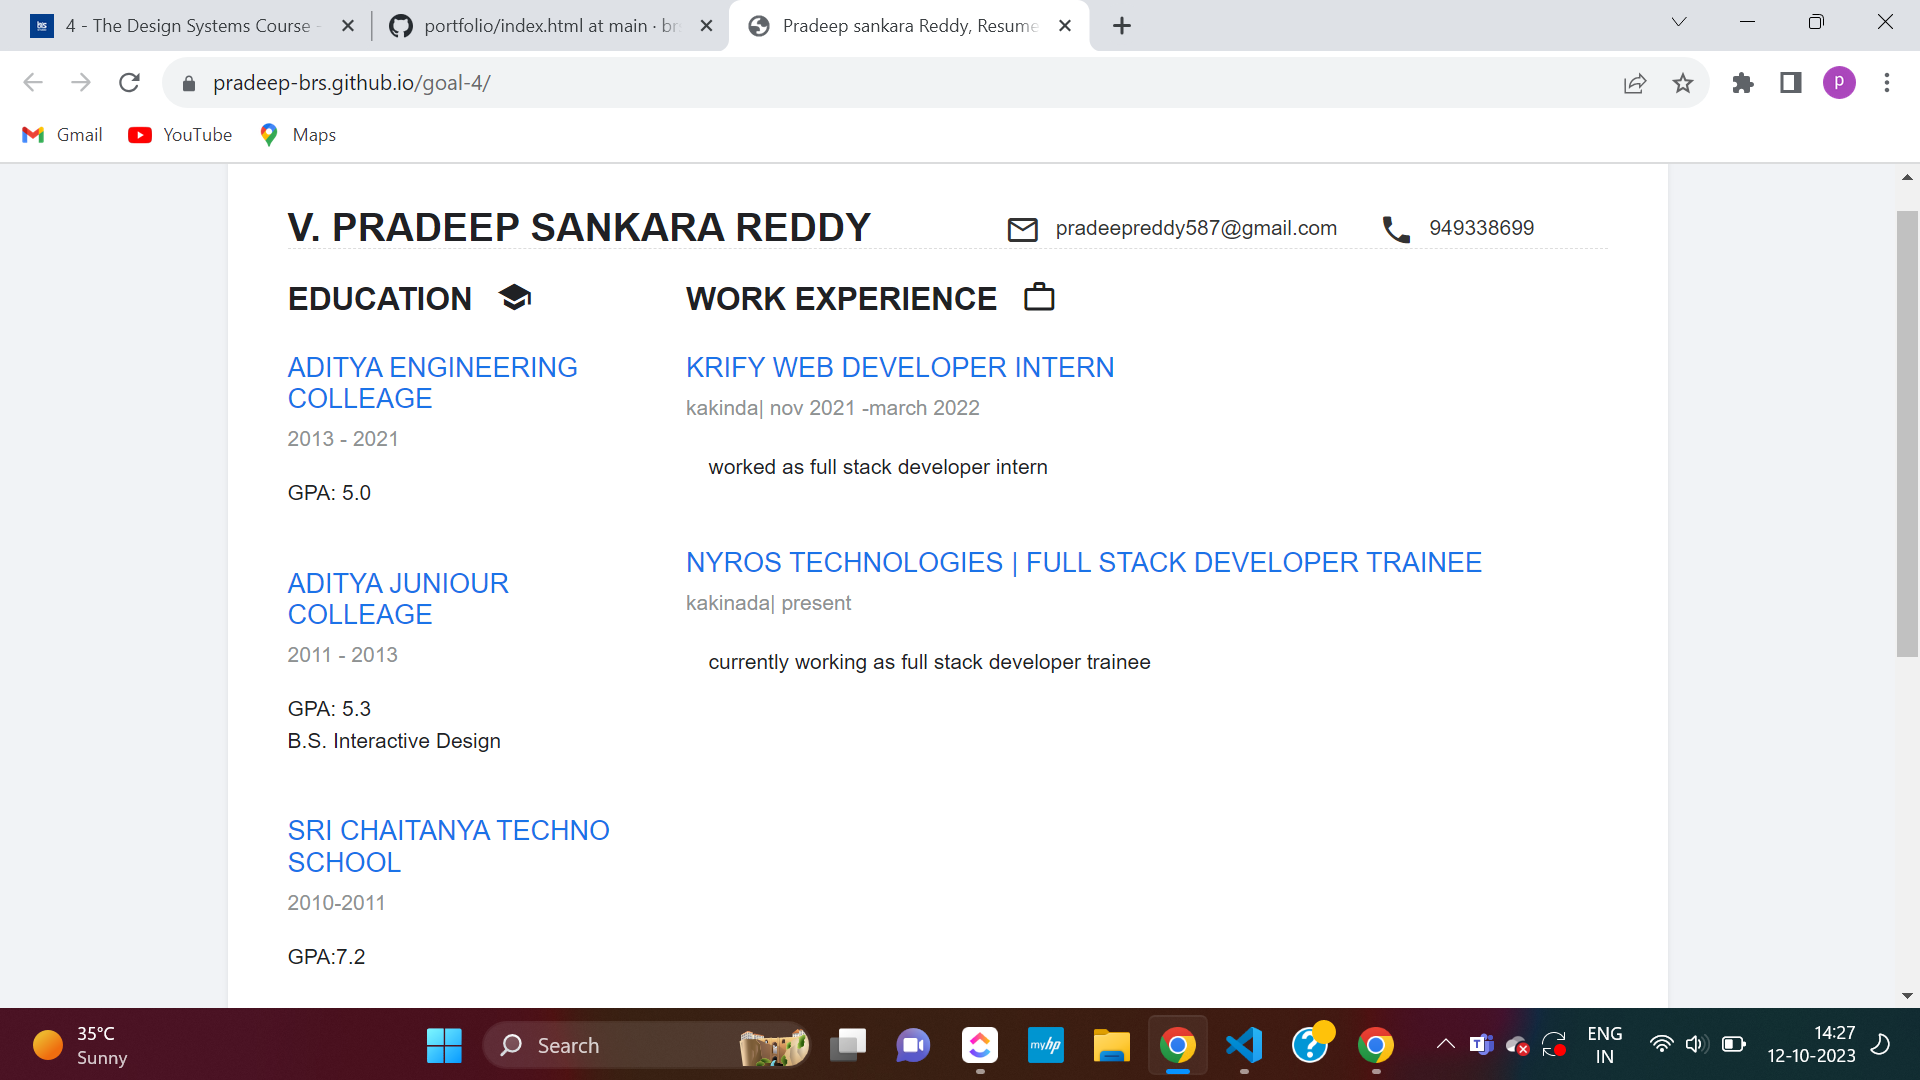 4 - The Design Systems Course -
portfolio/index.html at main · br
Pradeep sankara Reddy, Resume
pradeep-brs.github.io/goal-4/
P
Gmail
YouTube
Maps
V. PRADEEP SANKARA REDDY
pradeepreddy587@gmail.com
949338699
EDUCATION
ADITYA ENGINEERING
COLLEAGE
2013 - 2021
GPA: 5.0
ADITYA JUNIOUR
COLLEAGE
2011 - 2013
GPA: 5.3
B.S. Interactive Design
SRI CHAITANYA TECHNO
SCHOOL
2010-2011
GPA:7.2
WORK EXPERIENCE
KRIFY WEB DEVELOPER INTERN
kakinda| nov 2021 -march 2022
worked as full stack developer intern
NYROS TECHNOLOGIES | FULL STACK DEVELOPER TRAINEE
kakinada| present
currently working as full stack developer trainee
35°C
Sunny
Search
myhp
ENG
IN
14:27
12-10-2023